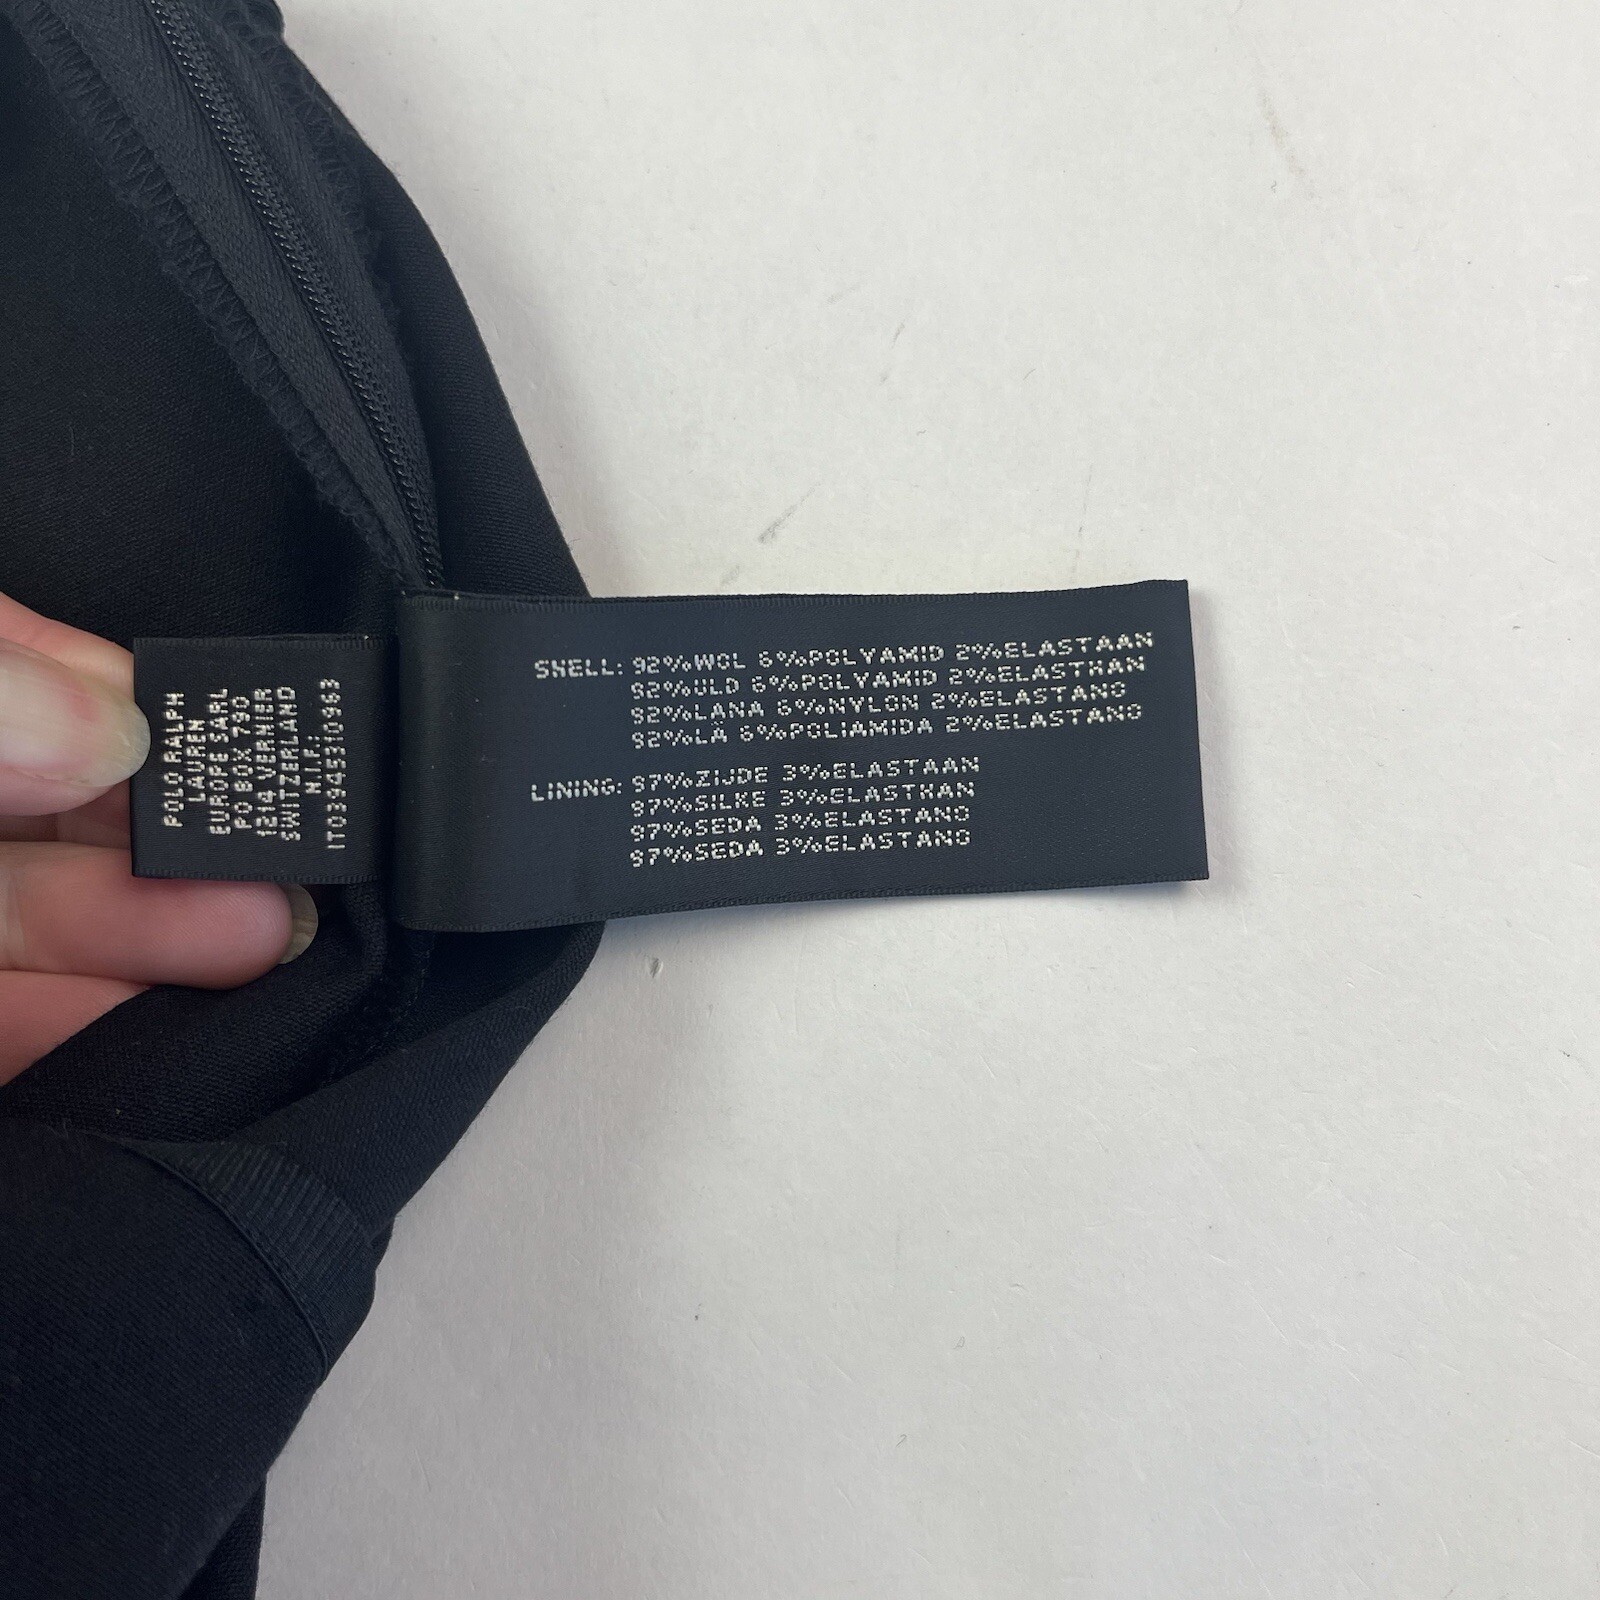 POLO RALPH
LAUREN
EUROPE SARL
PO BOX 790
1214 VERNIER
SWITZERLAND
N.I.F.:
IT03445310963
SHELL: 92%WOL 6%POLYAMID 2%ELASTAAN
92%ULD 6%POLYAMID 2%ELASTHAN
92%LANA 6%NYLON 2%ELASTANO
92%LÃ 6%POLIAMIDA 2%ELASTANO
LINING: 97%ZIJDE 3%ELASTAAN
97%SILKE 3%ELASTHAN
97%SEDA 3%ELASTANO
97%SEDA 3%ELASTANO